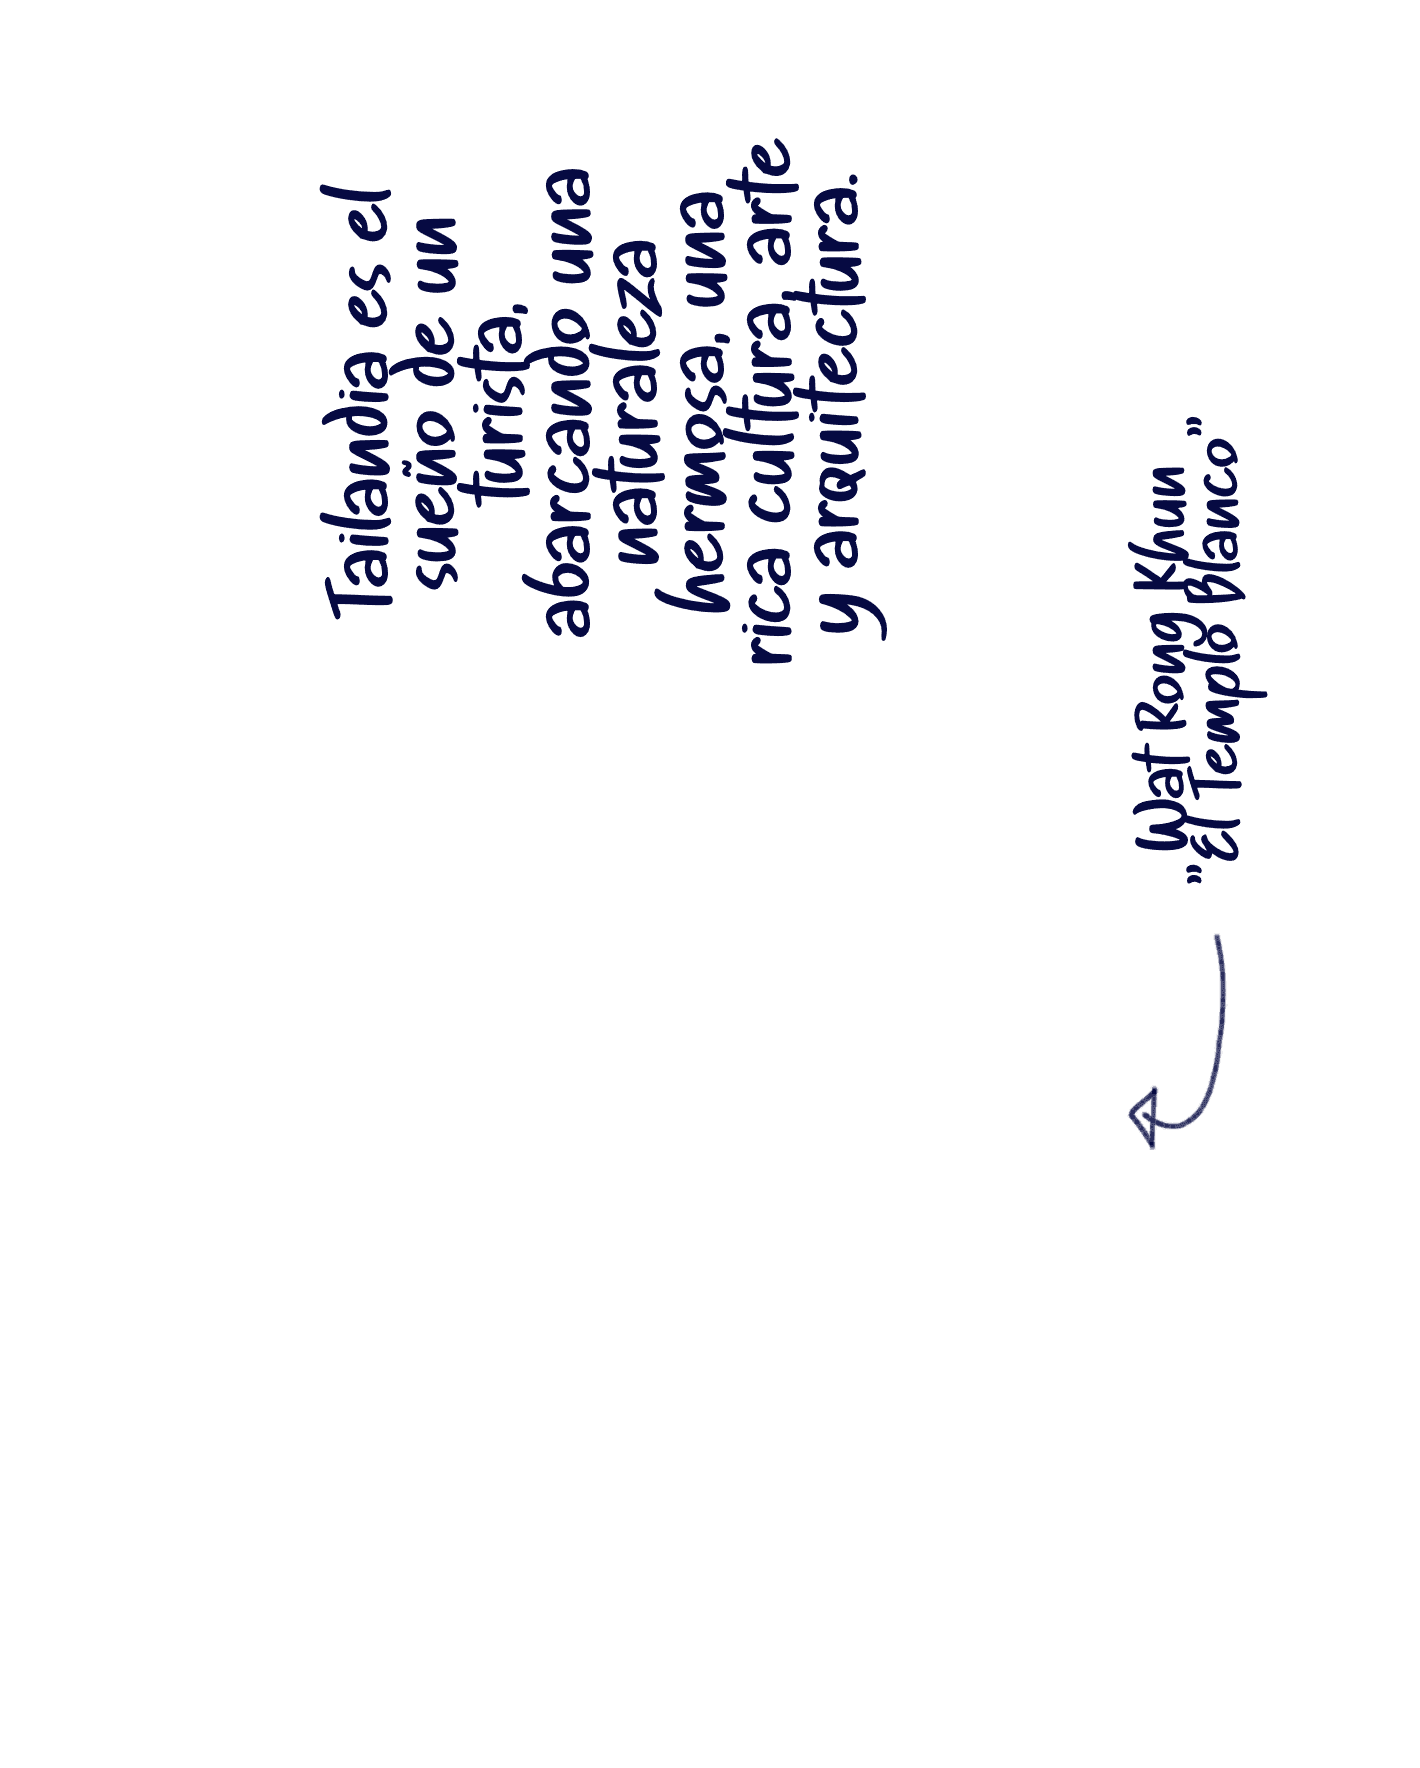 Tailandia es el
sueño de un
turista,
abarcando una
naturaleza
hermosa, una
rica cultura, arte
y arquitectura.
Wat Rong Khun
"El Templo Blanco"